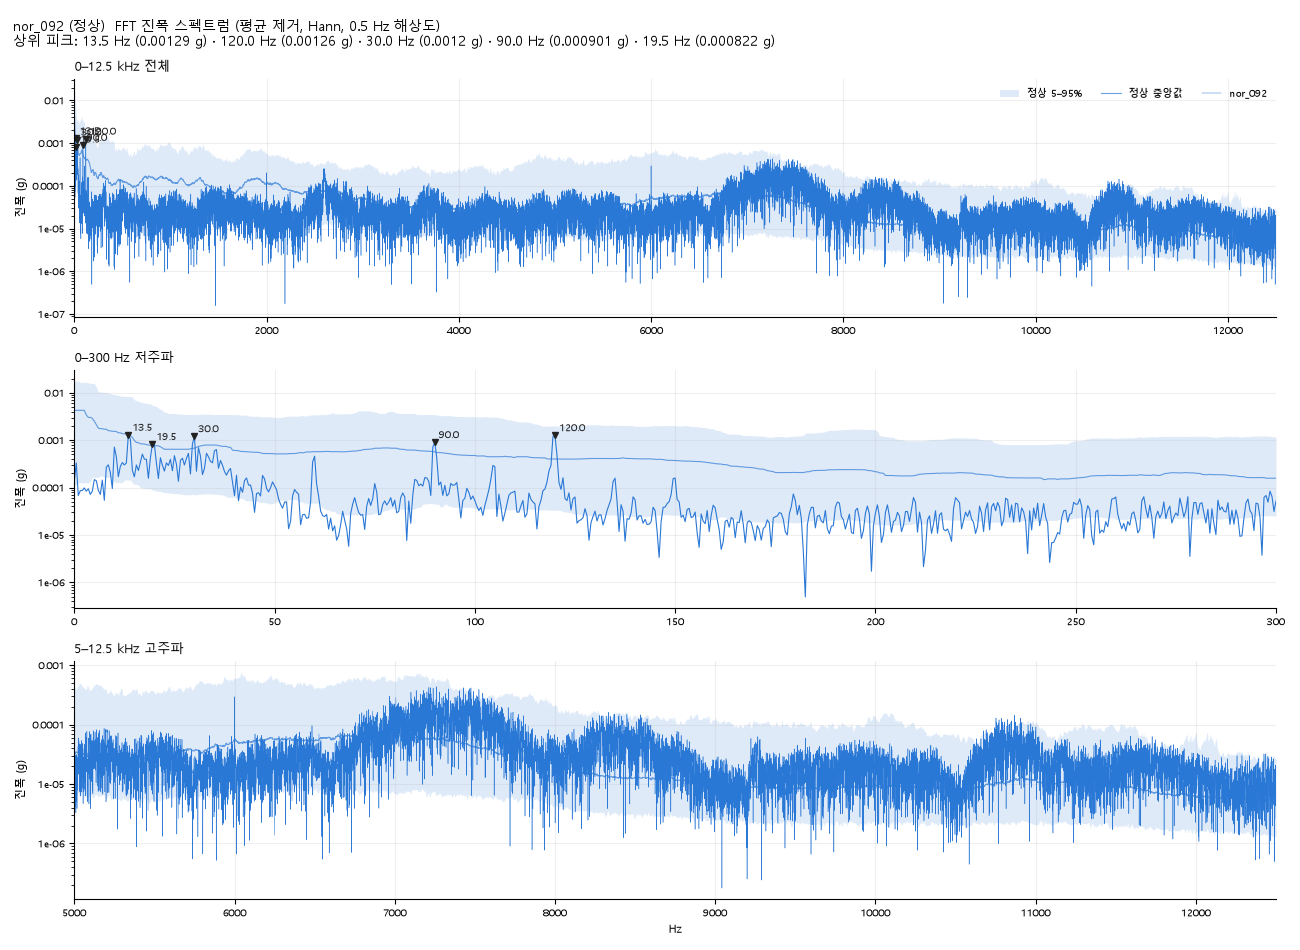 nor_092 (정상)  FFT 진폭 스펙트럼 (평균 제거, Hann, 0.5 Hz 해상도)
상위 피크: 13.5 Hz (0.00129 g) · 120.0 Hz (0.00126 g) · 30.0 Hz (0.0012 g) · 90.0 Hz (0.000901 g) · 19.5 Hz (0.000822 g)
0–12.5 kHz 전체
정상 5–95%
정상 중앙값
nor_092
진폭 (g)
0.01
0.001
0.0001
1e-05
1e-06
1e-07
0 2000 4000 6000 8000 10000 12000
0–300 Hz 저주파
진폭 (g)
0.01
0.001
0.0001
1e-05
1e-06
13.5
19.5
30.0
90.0
120.0
0 50 100 150 200 250 300
5–12.5 kHz 고주파
진폭 (g)
0.001
0.0001
1e-05
1e-06
5000 6000 7000 8000 9000 10000 11000 12000
Hz